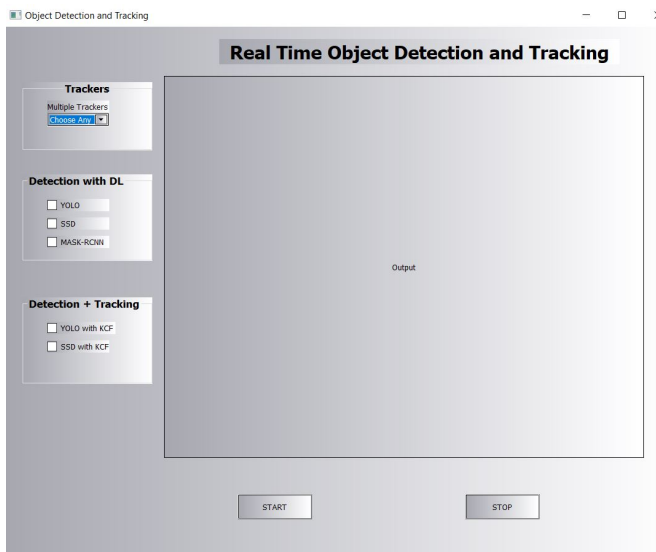 Object Detection and Tracking
Real Time Object Detection and Tracking
Trackers
Multiple Trackers
Choose Any
Detection with DL
YOLO
SSD
MASK-RCNN
Output
Detection + Tracking
YOLO with KCF
SSD with KCF
START
STOP